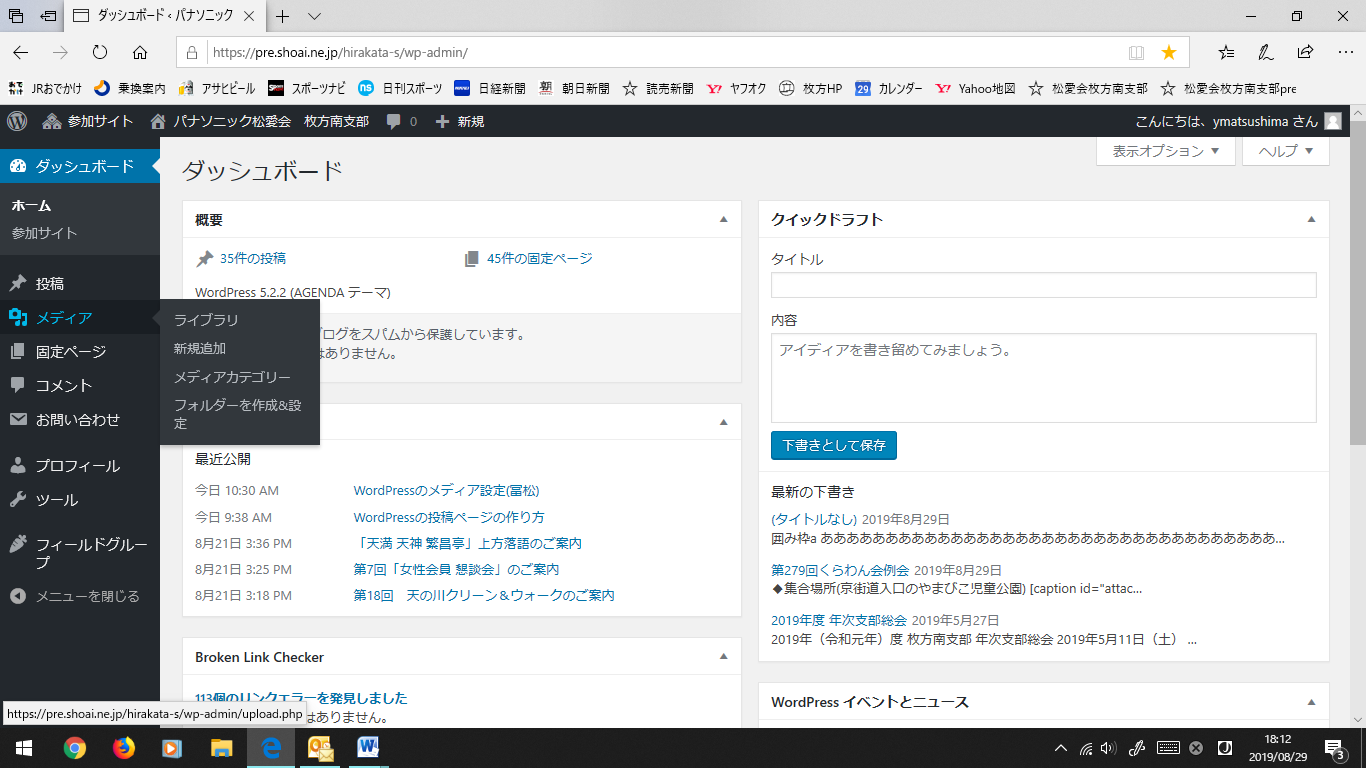 ダッシュボード ‹ パナソニック
https://pre.shoai.ne.jp/hirakata-s/wp-admin/
JRおでかけ 乗換案内 アサヒビール スポーツナビ 日刊スポーツ 日経新聞 朝日新聞 読売新聞 ヤフオク 枚方HP カレンダー Yahoo地図 松愛会枚方南支部 松愛会枚方南支部pre
参加サイト パナソニック松愛会 枚方南支部 0 新規 こんにちは、ymatsushima さん
ダッシュボード
ホーム
参加サイト
投稿
メディア
固定ページ
コメント
お問い合わせ
プロフィール
ツール
フィールドグルー
プ
メニューを閉じる
ライブラリ
新規追加
メディアカテゴリー
フォルダーを作成&設
定
表示オプション ▼ ヘルプ ▼
ダッシュボード
概要
35件の投稿 45件の固定ページ
WordPress 5.2.2 (AGENDA テーマ)
ブログをスパムから保護しています。
はありません。
最近公開
今日 10:30 AM WordPressのメディア設定(冨松)
今日 9:38 AM WordPressの投稿ページの作り方
8月21日 3:36 PM 「天満 天神 繁昌亭」上方落語のご案内
8月21日 3:25 PM 第7回「女性会員 懇談会」のご案内
8月21日 3:18 PM 第18回　天の川クリーン＆ウォークのご案内
Broken Link Checker
113個のリンクエラーを発見しました
はありません。
クイックドラフト
タイトル
内容
アイディアを書き留めてみましょう。
下書きとして保存
最新の下書き
(タイトルなし) 2019年8月29日
囲み枠a ああああああああああああああああああああああああああああああああああああ...
第279回くらわん会例会 2019年8月29日
◆集合場所(京街道入口のやまびこ児童公園) [caption id="attac...
2019年度 年次支部総会 2019年5月27日
2019年（令和元年）度 枚方南支部 年次支部総会 2019年5月11日（土） ...
WordPress イベントとニュース
https://pre.shoai.ne.jp/hirakata-s/wp-admin/upload.php
18:12
2019/08/29
3